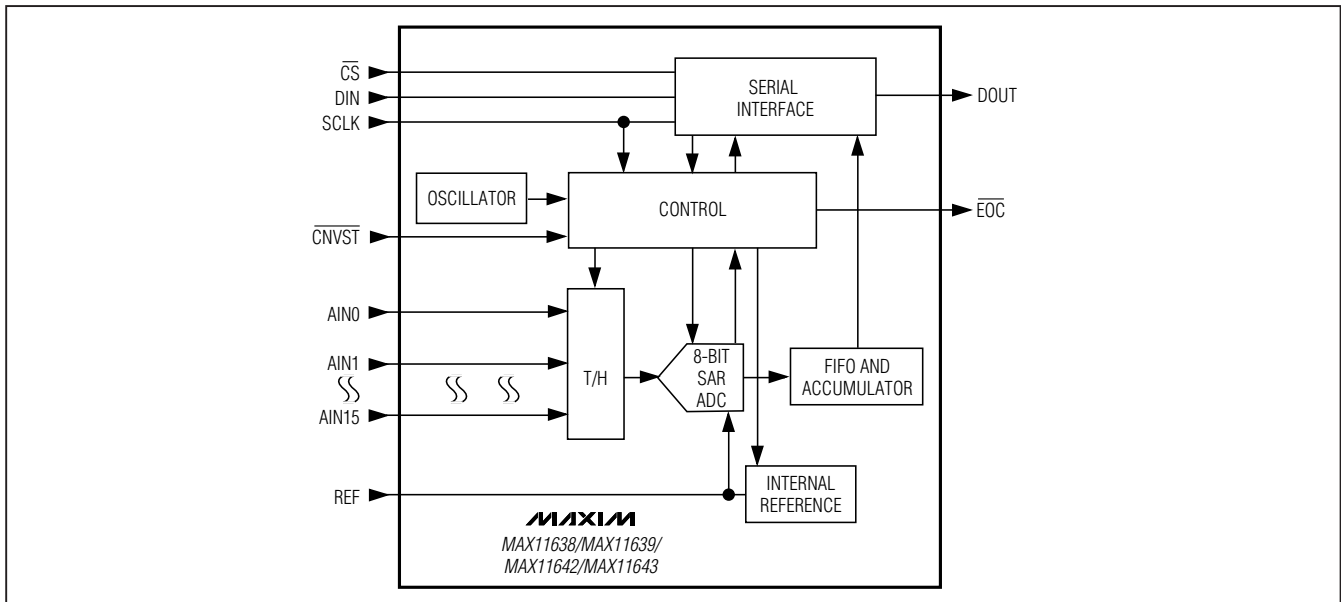 CS
DIN
SCLK
SERIAL
INTERFACE
DOUT
OSCILLATOR
CONTROL
EOC
CNVST
AIN0
AIN1
AIN15
T/H
8-BIT
SAR
ADC
FIFO AND
ACCUMULATOR
REF
INTERNAL
REFERENCE
MAXIM
MAX11638/MAX11639/
MAX11642/MAX11643